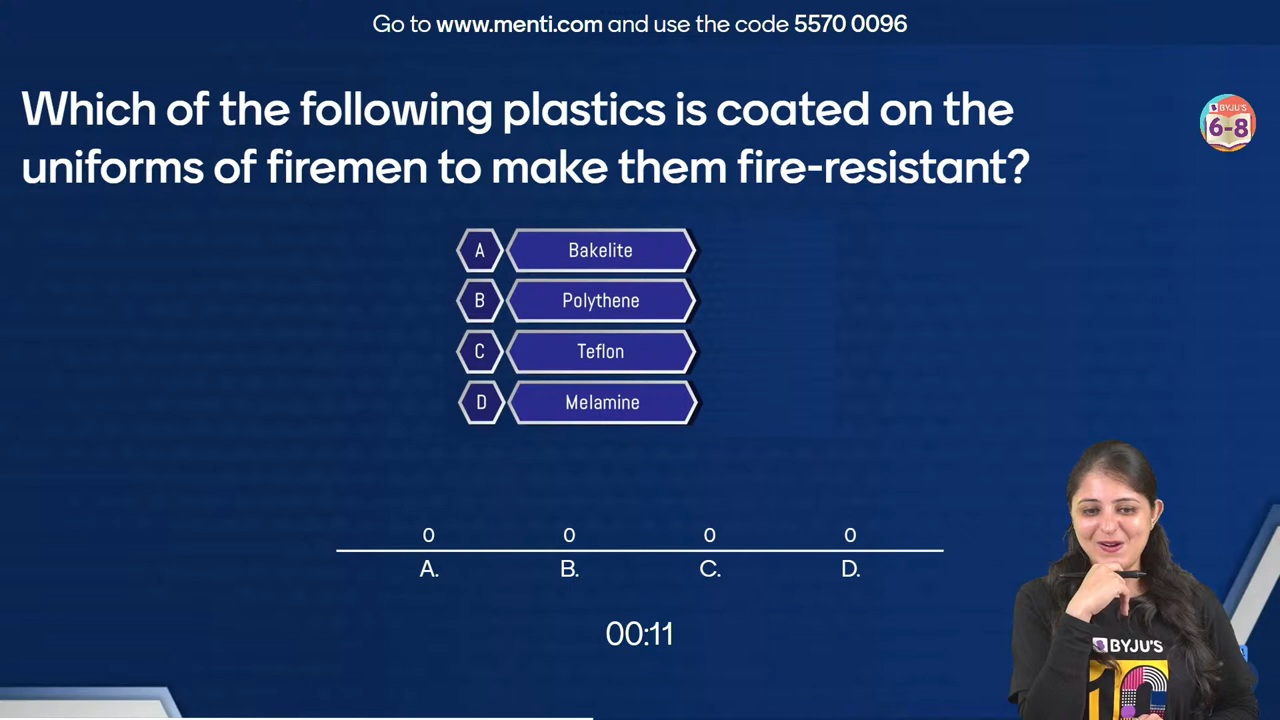 Go to www.menti.com and use the code 5570 0096
Which of the following plastics is coated on the
uniforms of firemen to make them fire-resistant?
BYJU'S
6-8
A Bakelite
B Polythene
C Teflon
D Melamine
0 0 0 0
A. B. C. D.
00:11
BYJU'S
10